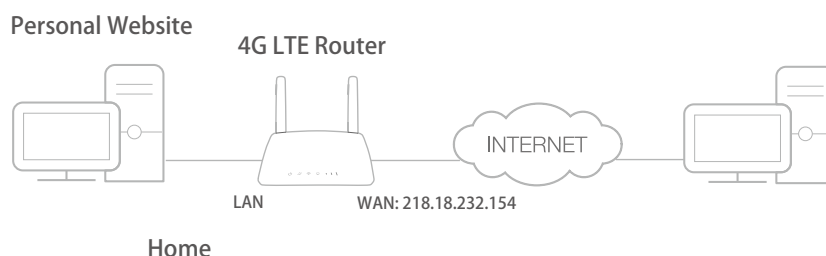 Personal Website
4G LTE Router
INTERNET
LAN
WAN: 218.18.232.154
Home